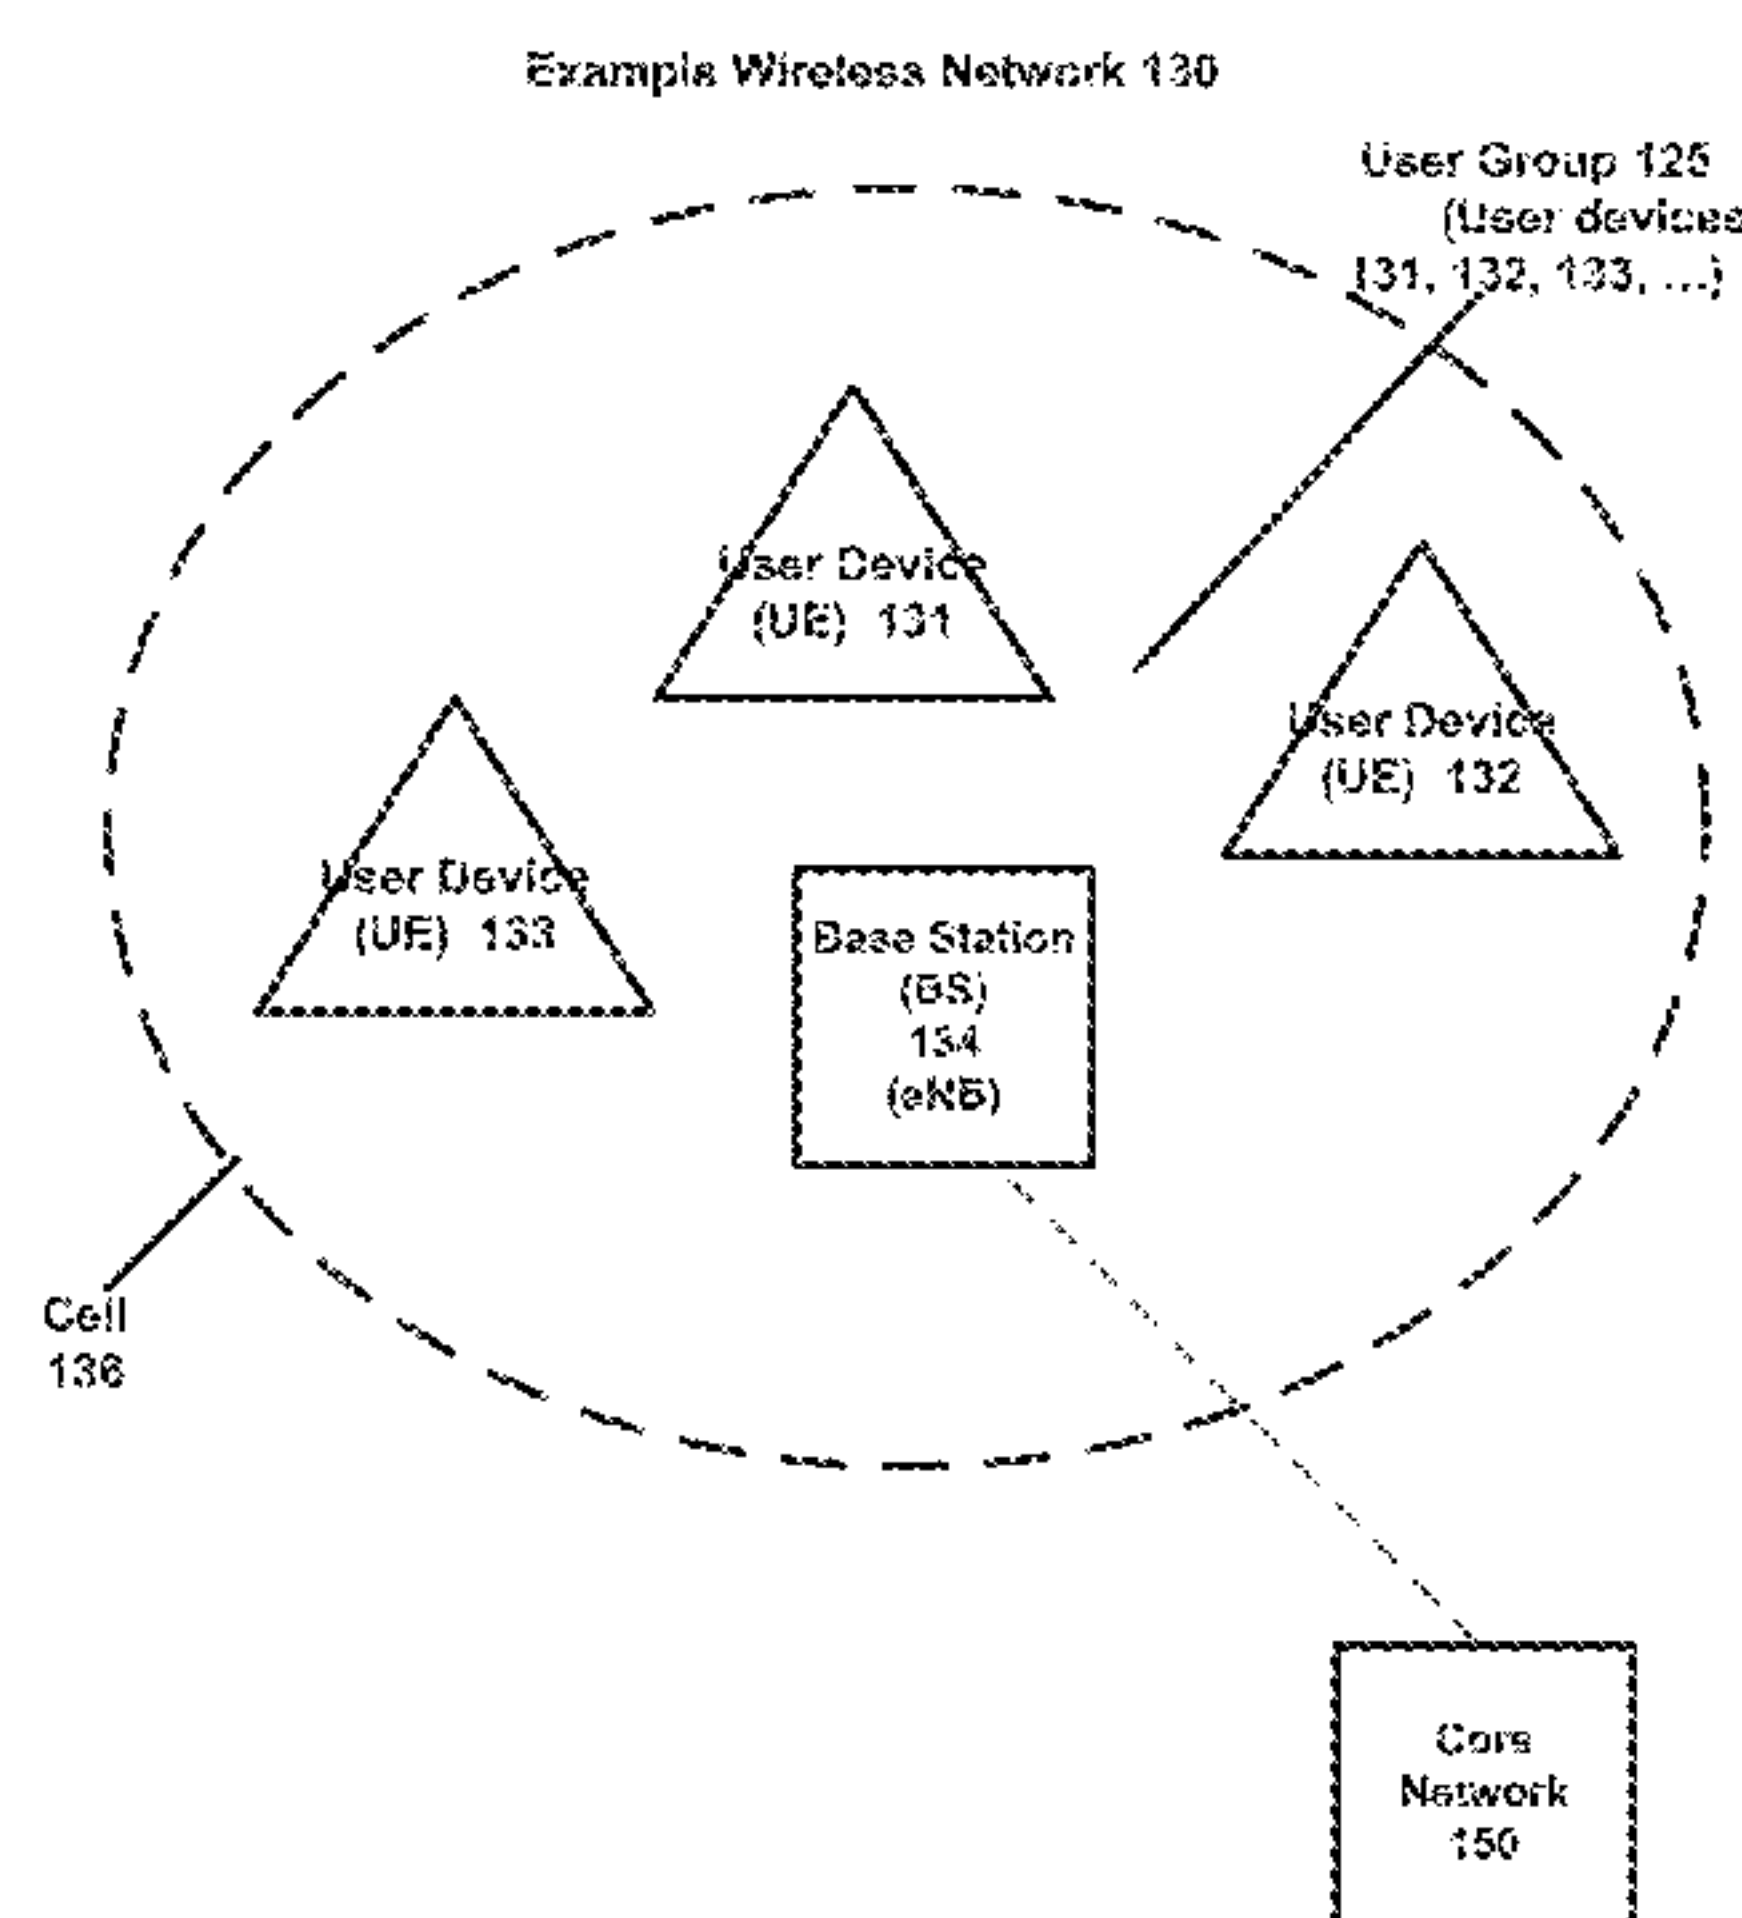 Example Wireless Network 130
User Group 125
(User devices
131, 132, 133, ...)
User Device
(UE) 131
User Device
(UE) 132
User Device
(UE) 133
Base Station
(BS)
134
(eNB)
Cell
136
Core
Network
150